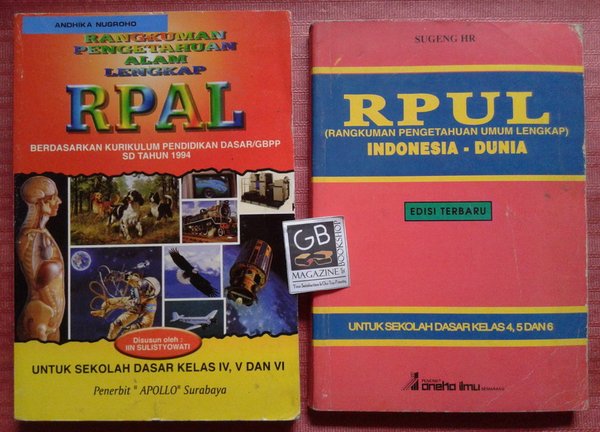 ANDHIKA NUGROHO
RANGKUMAN
PENGETAHUAN
ALAM
LENGKAP
RPAL
BERDASARKAN KURIKULUM PENDIDIKAN DASAR/GBPP
SD TAHUN 1994
Disusun oleh :
IIN SULISTYOWATI
UNTUK SEKOLAH DASAR KELAS IV, V DAN VI
Penerbit " APOLLO" Surabaya
GB
MAGAZINE'S
BOOKSHOP
SUGENG HR
RPUL
(RANGKUMAN PENGETAHUAN UMUM LENGKAP)
INDONESIA - DUNIA
EDISI TERBARU
UNTUK SEKOLAH DASAR KELAS 4, 5 DAN 6
PENERBIT
aneka ilmu
SEMARANG